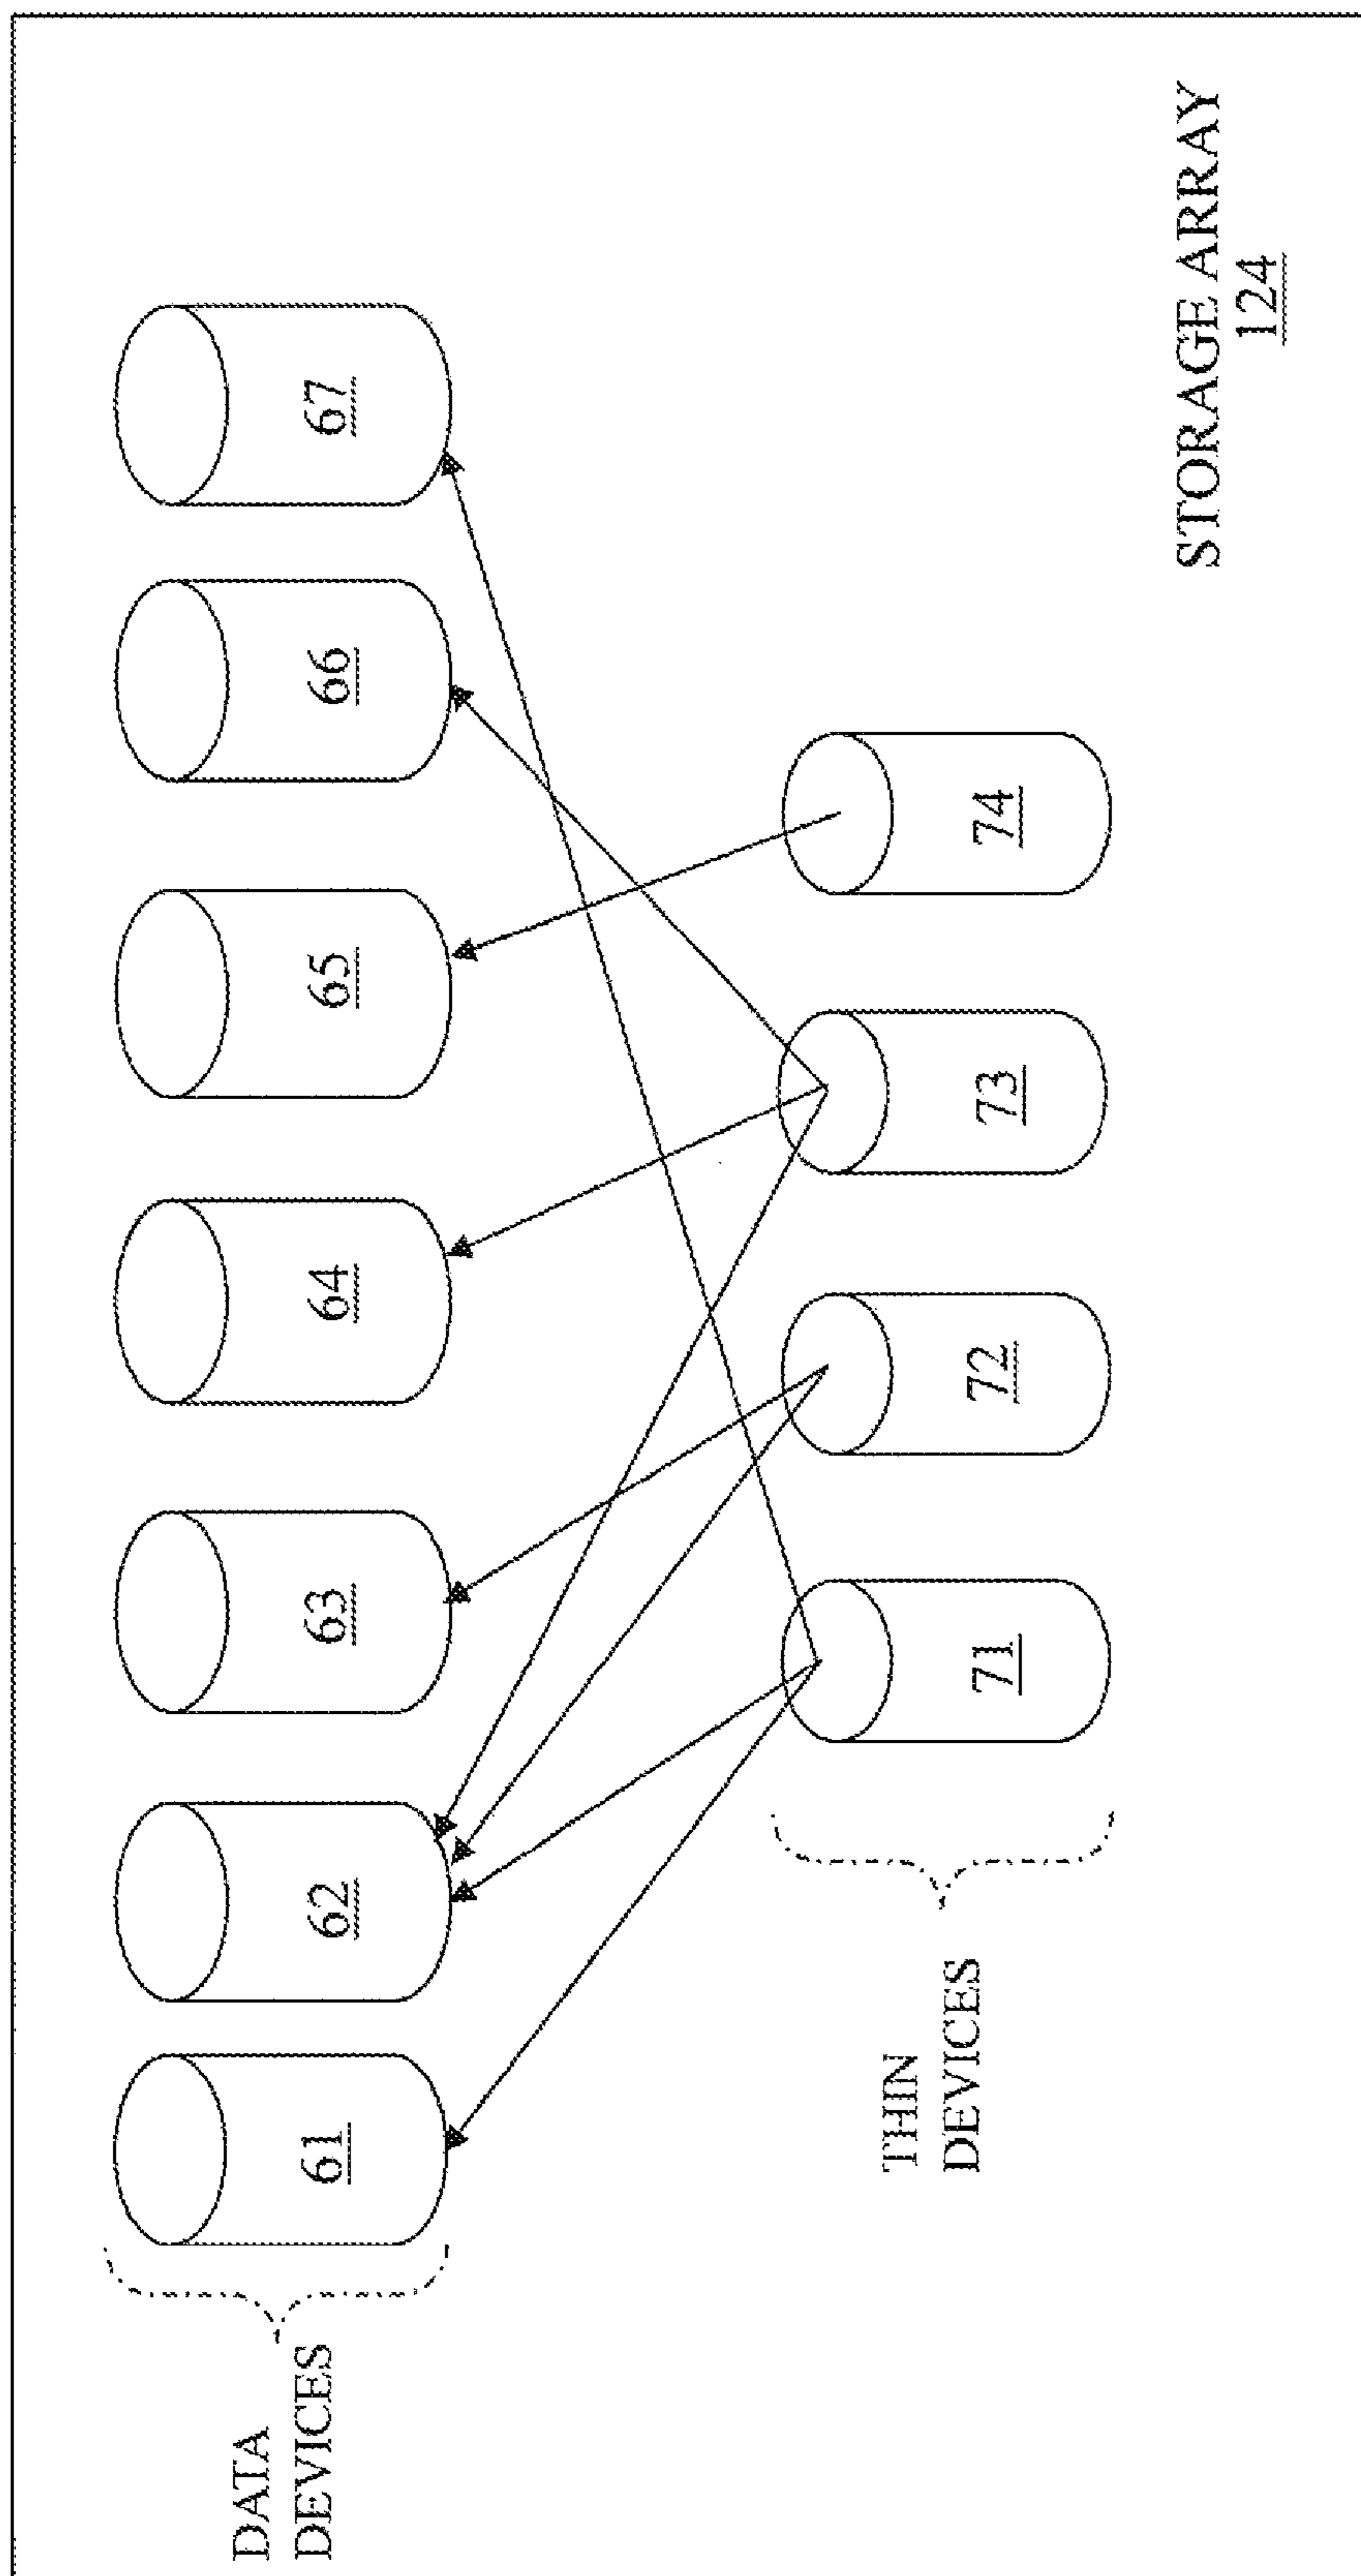 DATA
DEVICES
61
62
63
64
65
66
67
THIN
DEVICES
71
72
73
74
STORAGE ARRAY
124